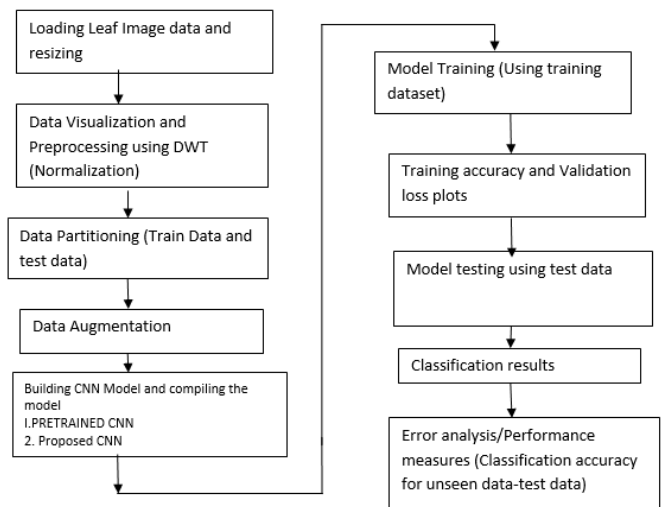 Loading Leaf Image data and
resizing
Data Visualization and
Preprocessing using DWT
(Normalization)
Data Partitioning (Train Data and
test data)
Data Augmentation
Building CNN Model and compiling the
model
I.PRETRAINED CNN
2. Proposed CNN
Model Training (Using training
dataset)
Training accuracy and Validation
loss plots
Model testing using test data
Classification results
Error analysis/Performance
measures (Classification accuracy
for unseen data-test data)